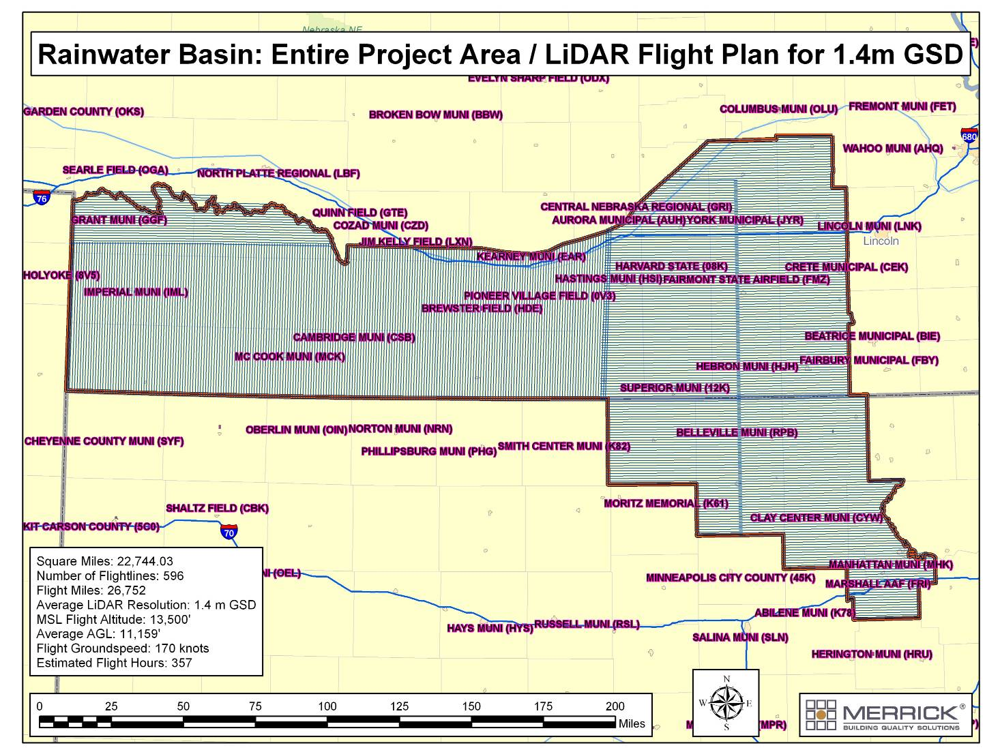 Nebraska NE
Rainwater Basin: Entire Project Area / LiDAR Flight Plan for 1.4m GSD
E)
EVELYN SHARP FIELD (ODX)
GARDEN COUNTY (OKS)
BROKEN BOW MUNI (BBW)
COLUMBUS MUNI (OLU)
FREMONT MUNI (FET)
680
WAHOO MUNI (AHQ)
SEARLE FIELD (OGA)
NORTH PLATTE REGIONAL (LBF)
76
QUINN FIELD (GTE)
CENTRAL NEBRASKA REGIONAL (GRI)
GRANT MUNI (GGF)
COZAD MUNI (CZD)
AURORA MUNICIPAL (AUH)
YORK MUNICIPAL (JYR)
LINCOLN MUNI (LNK)
Lincoln
JIM KELLY FIELD (LXN)
KEARNEY MUNI (EAR)
HARVARD STATE (08K)
CRETE MUNICIPAL (CEK)
HOLYOKE (8V5)
HASTINGS MUNI (HSI)
FAIRMONT STATE AIRFIELD (FMZ)
IMPERIAL MUNI (IML)
PIONEER VILLAGE FIELD (0V3)
BREWSTER FIELD (HDE)
CAMBRIDGE MUNI (CSB)
BEATRICE MUNICIPAL (BIE)
MC COOK MUNI (MCK)
FAIRBURY MUNICIPAL (FBY)
HEBRON MUNI (HJH)
SUPERIOR MUNI (12K)
OBERLIN MUNI (OIN)
NORTON MUNI (NRN)
BELLEVILLE MUNI (RPB)
CHEYENNE COUNTY MUNI (SYF)
SMITH CENTER MUNI (K82)
PHILLIPSBURG MUNI (PHG)
MORITZ MEMORIAL (K61)
SHALTZ FIELD (CBK)
CLAY CENTER MUNI (CYW)
KIT CARSON COUNTY (5C0)
70
Square Miles: 22,744.03
Number of Flightlines: 596
Flight Miles: 26,752
Average LiDAR Resolution: 1.4 m GSD
MSL Flight Altitude: 13,500'
Average AGL: 11,159'
Flight Groundspeed: 170 knots
Estimated Flight Hours: 357
NI (OEL)
MANHATTAN MUNI (MHK)
MINNEAPOLIS CITY COUNTY (45K)
MARSHALL AAF (FRI)
ABILENE MUNI (K78)
HAYS MUNI (HYS)
RUSSELL MUNI (RSL)
SALINA MUNI (SLN)
HERINGTON MUNI (HRU)
0 25 50 75 100 125 150 175 200
Miles
N
W E
S
M
(MPR)
MERRICK®
BUILDING QUALITY SOLUTIONS
)